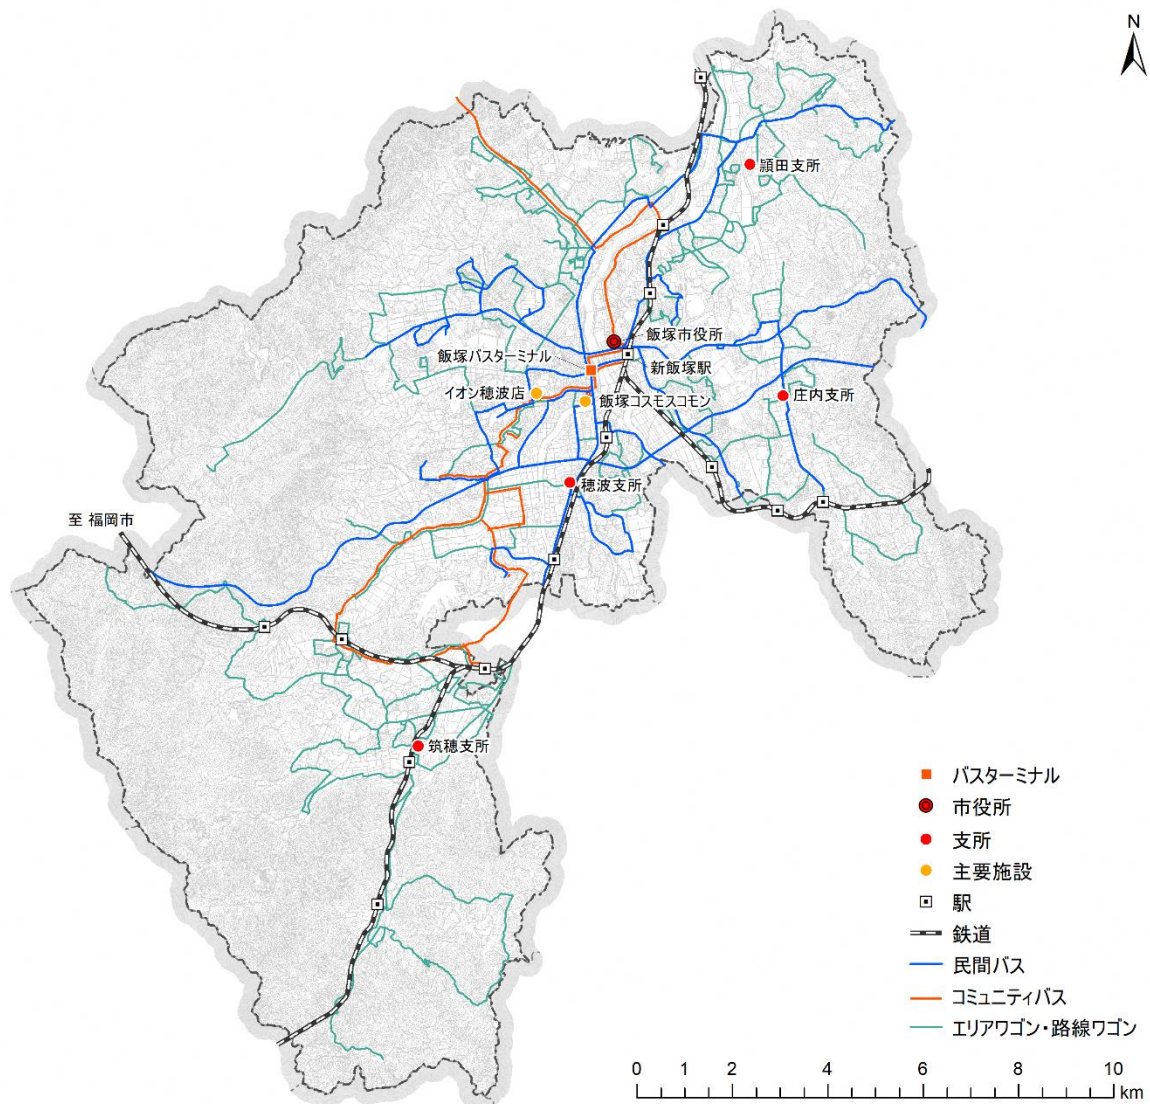 N
頴田支所
飯塚市役所
飯塚バスターミナル
新飯塚駅
イオン穂波店
飯塚コスモスコモン
庄内支所
穂波支所
至 福岡市
筑穂支所
バスターミナル
市役所
支所
主要施設
駅
鉄道
民間バス
コミュニティバス
エリアワゴン・路線ワゴン
0 1 2 4 6 8 10
km